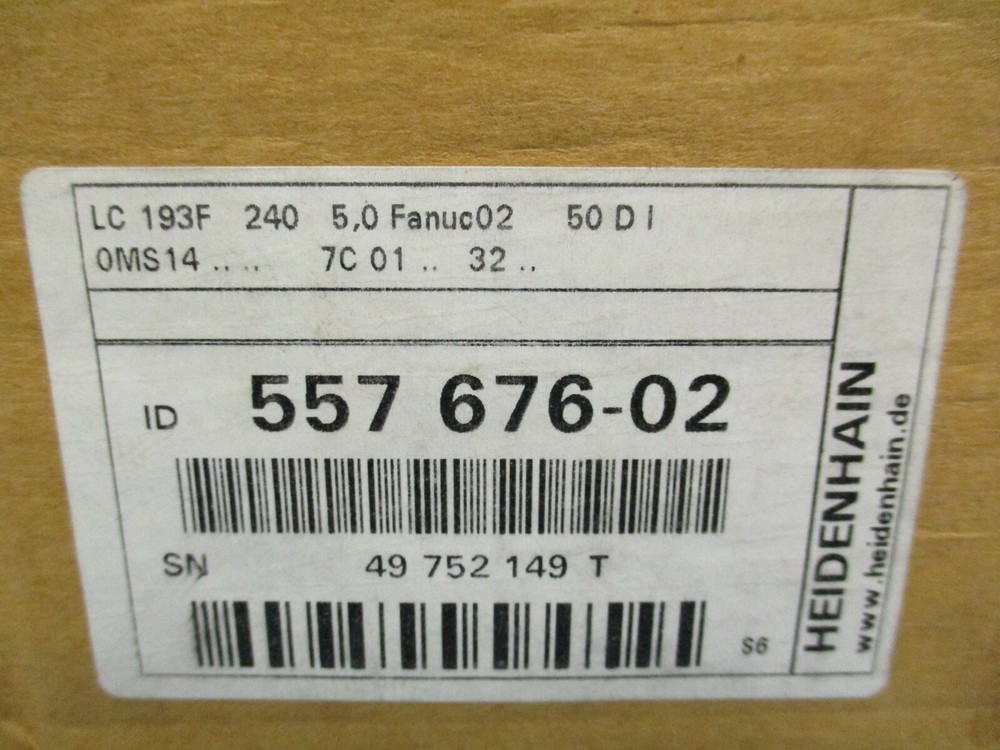 LC 193F 240 5,0 Fanuc02 50 D I
0MS14 .. .. 7C 01 .. 32 ..
ID 557 676-02
SN 49 752 149 T
S6
HEIDENHAIN
www.heidenhain.de